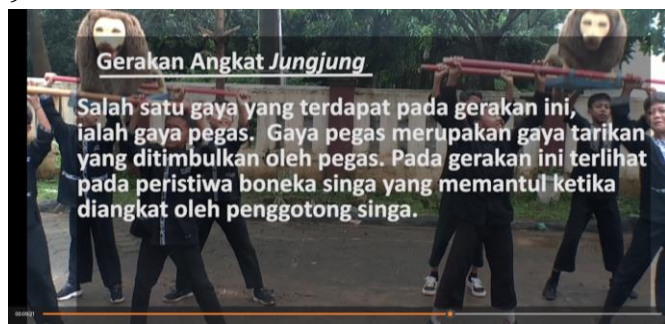 Gerakan Angkat Jungjung
Salah satu gaya yang terdapat pada gerakan ini,
ialah gaya pegas. Gaya pegas merupakan gaya tarikan
yang ditimbulkan oleh pegas. Pada gerakan ini terlihat
pada peristiwa boneka singa yang memantul ketika
diangkat oleh penggotong singa.